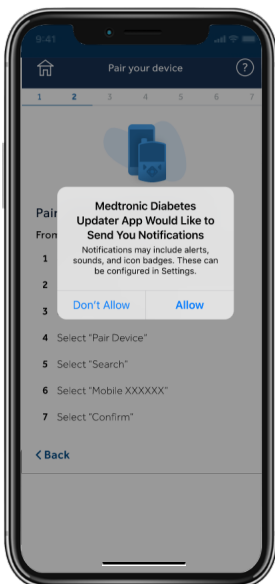 9:41
Pair your device
?
1 2 3 4 5 6 7
Pair
From
Medtronic Diabetes
Updater App Would Like to
Send You Notifications
Notifications may include alerts,
sounds, and icon badges. These can
be configured in Settings.
Don't Allow Allow
1
2
3
4 Select "Pair Device"
5 Select "Search"
6 Select "Mobile XXXXXX"
7 Select "Confirm"
< Back